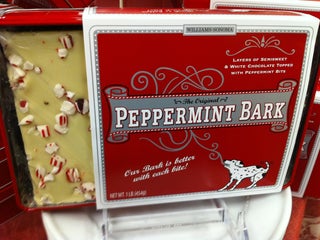 WILLIAMS-SONOMA
LAYERS OF SEMISWEET
& WHITE CHOCOLATE TOPPED
WITH PEPPERMINT BITS
The Original
PEPPERMINT BARK
Our Bark is better
with each bite!
NET WT. 1 LB. (454g)